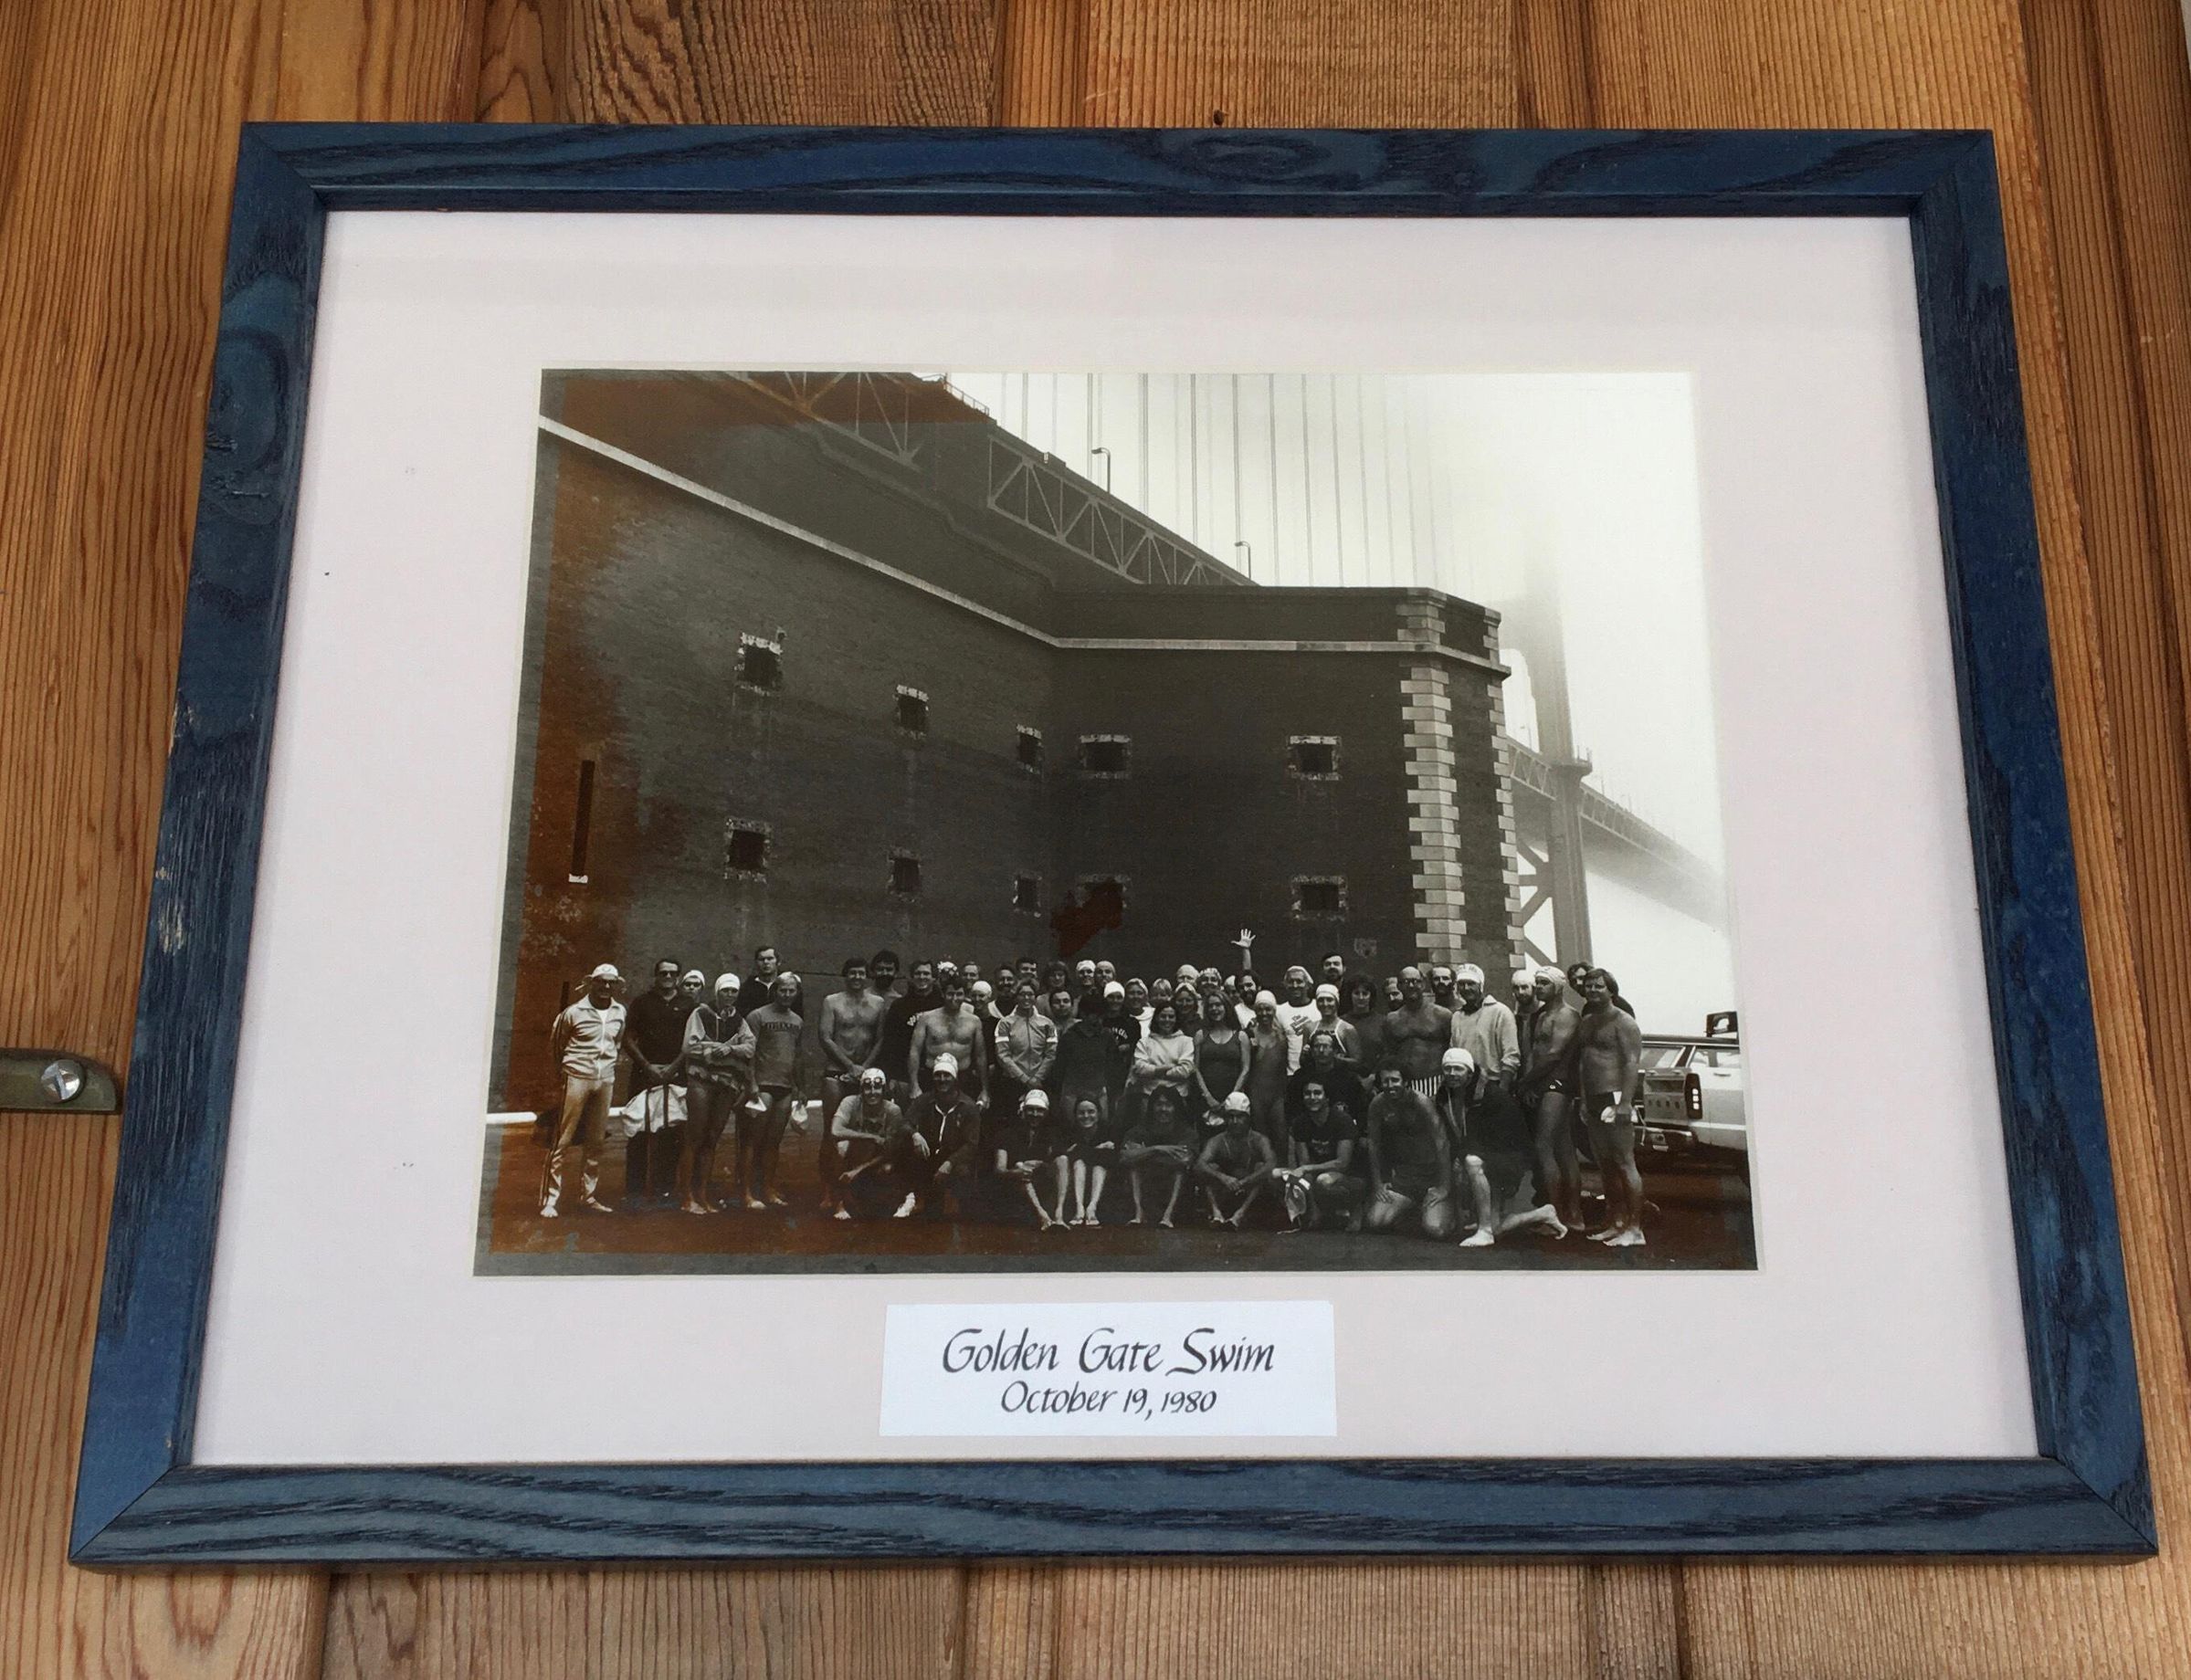 Golden Gate Swim
October 19, 1980